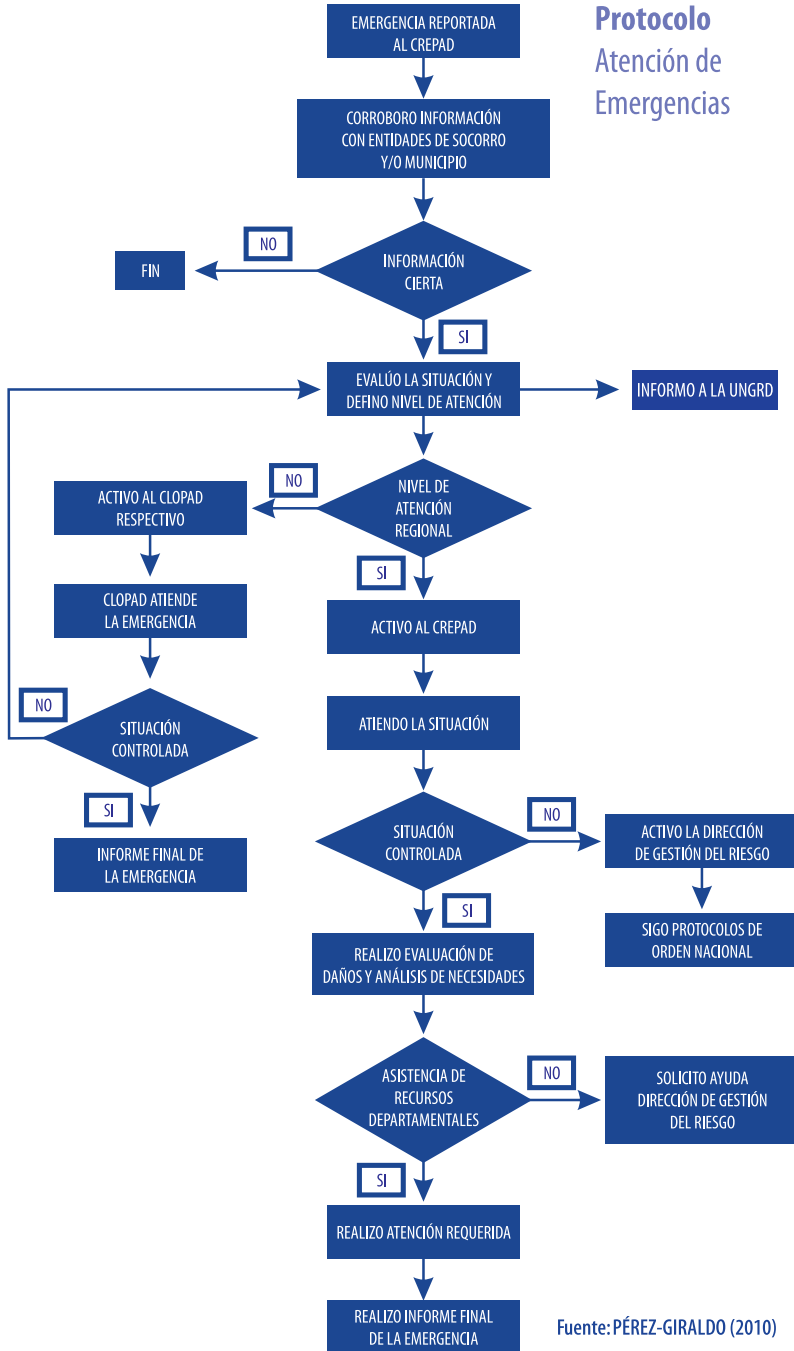 Protocolo
Atención de
Emergencias
EMERGENCIA REPORTADA
AL CREPAD
CORROBORO INFORMACIÓN
CON ENTIDADES DE SOCORRO
Y/O MUNICIPIO
INFORMACIÓN
CIERTA
NO
FIN
SI
EVALÚO LA SITUACIÓN Y
DEFINO NIVEL DE ATENCIÓN
INFORMO A LA UNGRD
NIVEL DE
ATENCIÓN
REGIONAL
NO
ACTIVO AL CLOPAD
RESPECTIVO
CLOPAD ATIENDE
LA EMERGENCIA
SITUACIÓN
CONTROLADA
NO
SI
INFORME FINAL DE
LA EMERGENCIA
SI
ACTIVO AL CREPAD
ATIENDO LA SITUACIÓN
SITUACIÓN
CONTROLADA
NO
ACTIVO LA DIRECCIÓN
DE GESTIÓN DEL RIESGO
SIGO PROTOCOLOS DE
ORDEN NACIONAL
SI
REALIZO EVALUACIÓN DE
DAÑOS Y ANÁLISIS DE NECESIDADES
ASISTENCIA DE
RECURSOS
DEPARTAMENTALES
NO
SOLICITO AYUDA
DIRECCIÓN DE GESTIÓN
DEL RIESGO
SI
REALIZO ATENCIÓN REQUERIDA
REALIZO INFORME FINAL
DE LA EMERGENCIA
Fuente: PÉREZ-GIRALDO (2010)